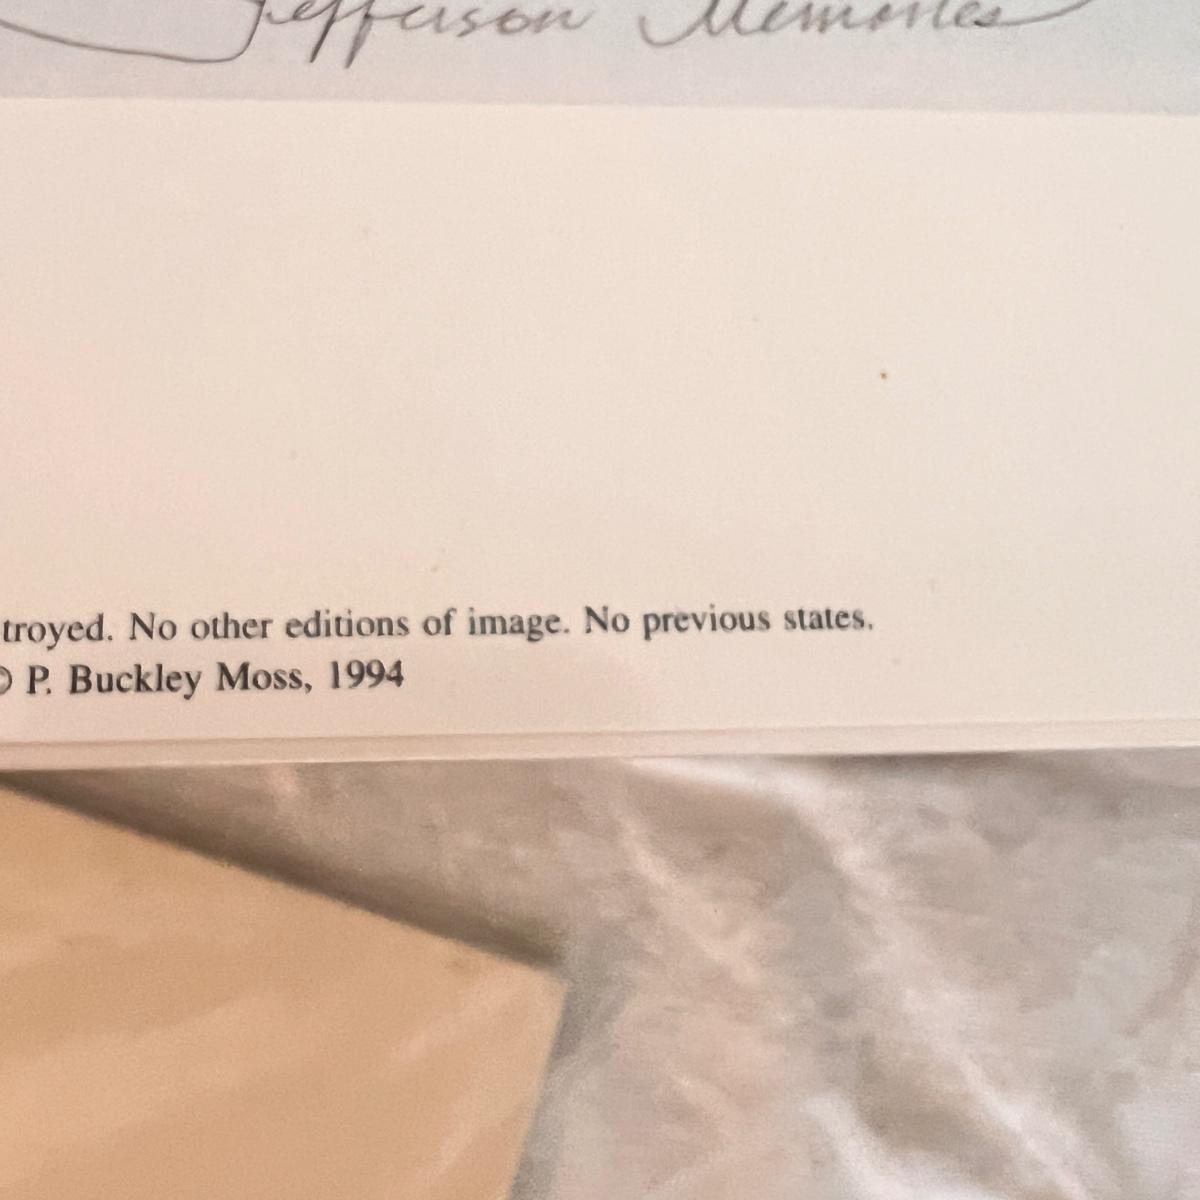 Jefferson Memories
troyed. No other editions of image. No previous states.
© P. Buckley Moss, 1994